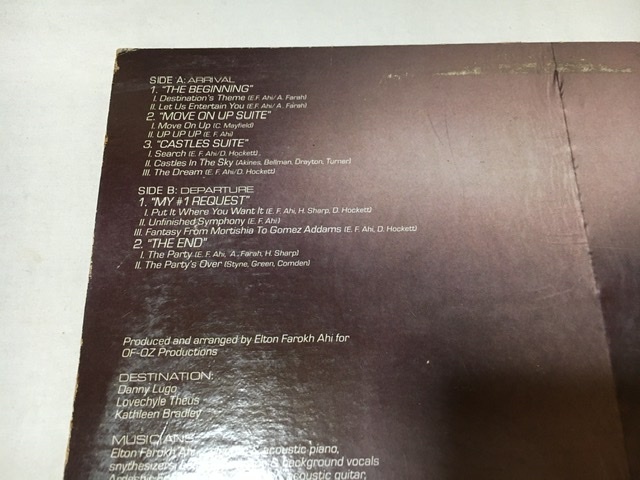 SIDE A: ARRIVAL
1. "THE BEGINNING"
I. Destination's Theme (E.F. Ahi/ A. Farah)
II. Let Us Entertain You (E.F. Ahi/ A. Farah)
2. "MOVE ON UP SUITE"
I. Move On Up (C. Mayfield)
II. UP UP UP (E. F. Ahi)
3. "CASTLES SUITE"
I. Search (E.F. Ahi/D. Hockett)
II. Castles In The Sky (Akines, Bellman, Drayton, Turnar)
III. The Dream (E.F. Ahi/D. Hockett)
SIDE B: DEPARTURE
1. "MY #1 REQUEST"
I. Put It Where You Want It (E. F. Ahi, H. Sharp, D. Hockett)
II. Unfinished Symphony (E. F. Ahi)
III. Fantasy From Mortishia To Gomez Addams (E. F. Ahi, D. Hockett)
2. "THE END"
I. The Party (E.F. Ahi, A. Farah, H. Sharp)
II. The Party's Over (Styne, Green, Comden)
Produced and arranged by Elton Farokh Ahi for
OF-OZ Productions
DESTINATION:
Danny Lugo
Lovechyle Theus
Kathleen Bradley
MUSICIANS:
Elton Farokh Ahi & acoustic piano,
snythesizers, & background vocals
acoustic guitar,